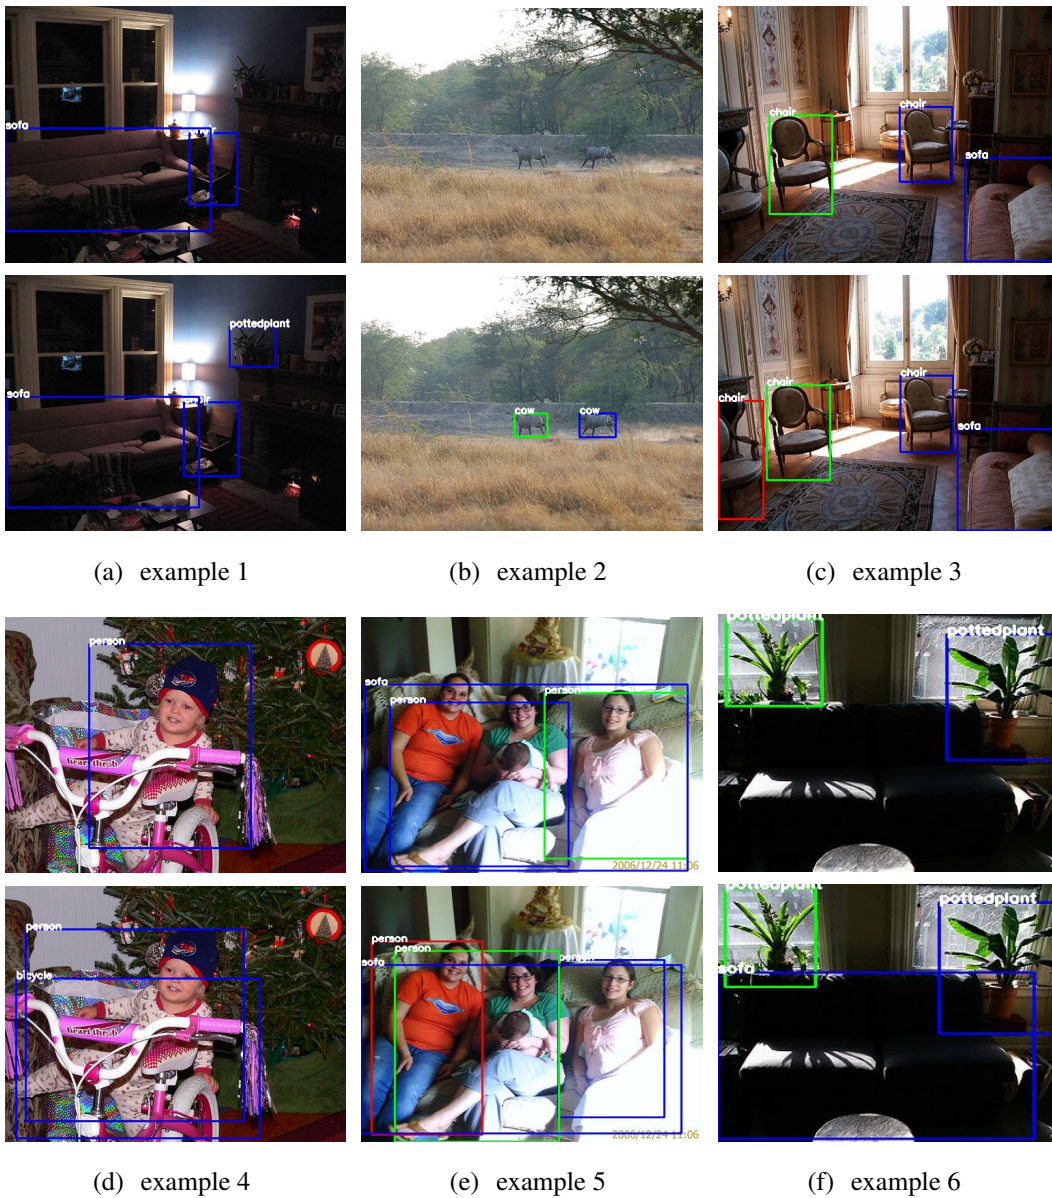 sofa
chair
chair
sofa
pottedplant
sofa
cow
cow
chair
chair
chair
sofa
(a) example 1
(b) example 2
(c) example 3
person
heart throb
sofa
person
person
2006/12/24 11:06
pottedplant
pottedplant
person
bicycle
heart throb
person
person
person
sofa
2006/12/24 11:06
pottedplant
pottedplant
sofa
(d) example 4
(e) example 5
(f) example 6